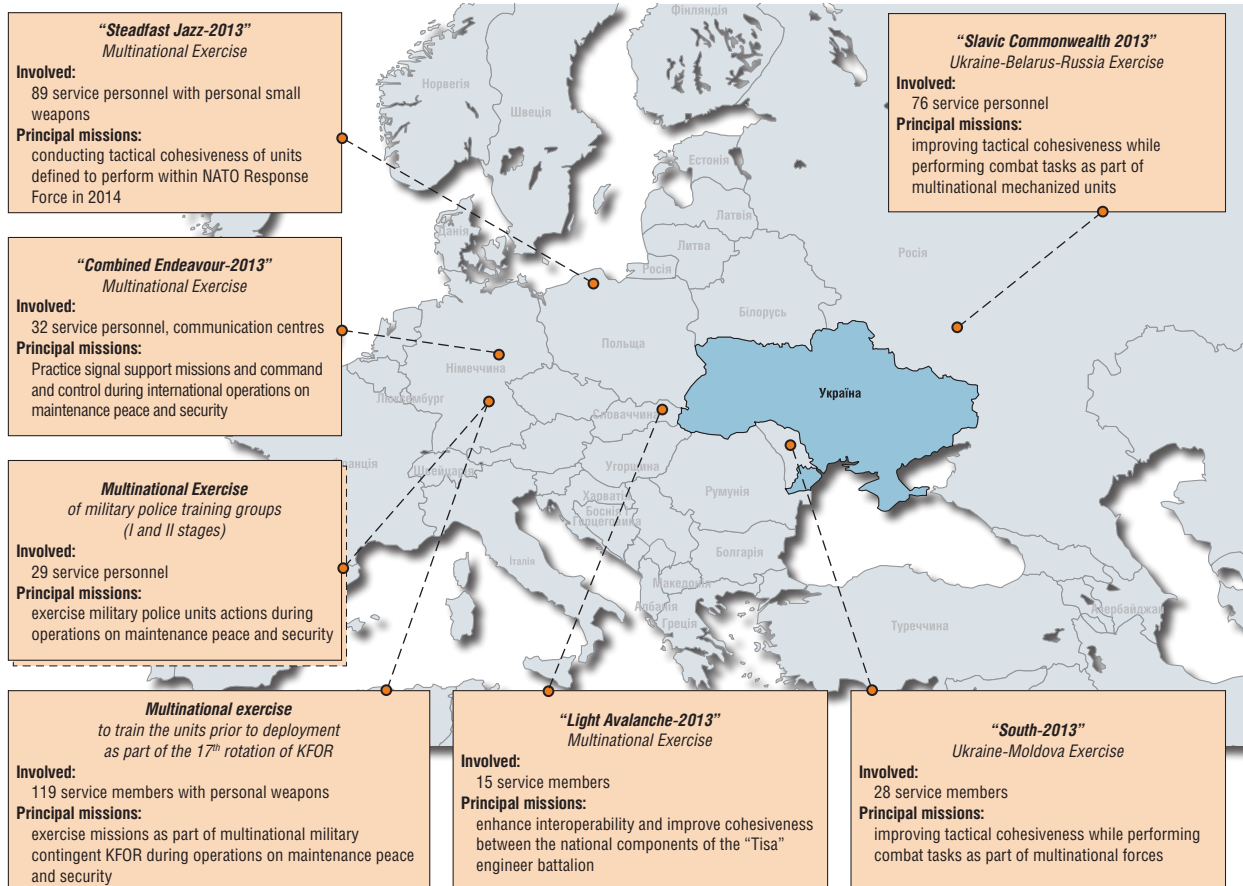 “Steadfast Jazz-2013”
Multinational Exercise
Involved:
89 service personnel with personal small
weapons
Principal missions:
conducting tactical cohesiveness of units
defined to perform within NATO Response
Force in 2014
“Combined Endeavour-2013”
Multinational Exercise
Involved:
32 service personnel, communication centres
Principal missions:
Practice signal support missions and command
and control during international operations on
maintenance peace and security
Multinational Exercise
of military police training groups
(I and II stages)
Involved:
29 service personnel
Principal missions:
exercise military police units actions during
operations on maintenance peace and security
Multinational exercise
to train the units prior to deployment
as part of the 17th rotation of KFOR
Involved:
119 service members with personal weapons
Principal missions:
exercise missions as part of multinational military
contingent KFOR during operations on maintenance peace
and security
“Light Avalanche-2013”
Multinational Exercise
Involved:
15 service members
Principal missions:
enhance interoperability and improve cohesiveness
between the national components of the “Tisa”
engineer battalion
“South-2013”
Ukraine-Moldova Exercise
Involved:
28 service members
Principal missions:
improving tactical cohesiveness while performing
combat tasks as part of multinational forces
“Slavic Commonwealth 2013”
Ukraine-Belarus-Russia Exercise
Involved:
76 service personnel
Principal missions:
improving tactical cohesiveness while
performing combat tasks as part of
multinational mechanized units
Фінляндія
Норвегія
Швеція
Естонія
Латвія
Данія
Литва
Росія
Росія
Білорусь
Польща
Німеччина
Люксембург
Словаччина
Україна
Швейцарія
Угорщина
Румунія
Харватія
Боснія і
Герцеговина
Італія
Болгарія
Македонія
Албанія
Греція
Туреччина
Азербайджан